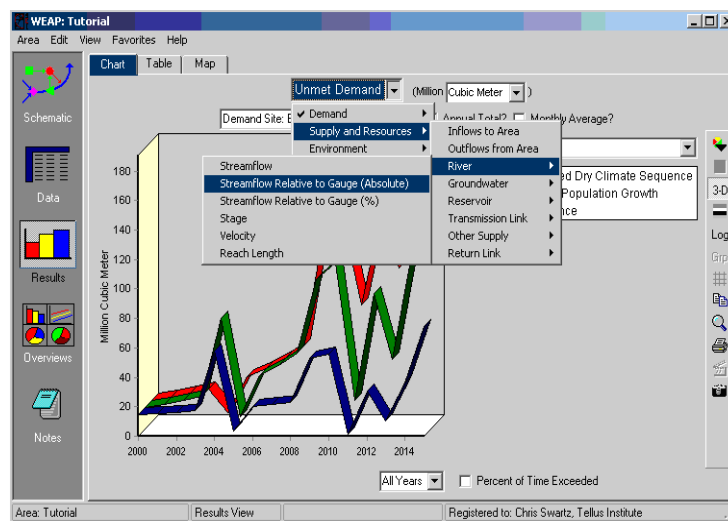 WEAP: Tutorial
Area Edit View Favorites Help
Chart Table Map
Unmet Demand (Million Cubic Meter )
Demand Site: Annual Total? Monthly Average?
Demand
Supply and Resources
Environment
Inflows to Area
Outflows from Area
River
Groundwater
Reservoir
Transmission Link
Other Supply
Return Link
Streamflow
Streamflow Relative to Gauge (Absolute)
Streamflow Relative to Gauge (%)
Stage
Velocity
Reach Length
ed Dry Climate Sequence
Population Growth
nce
Schematic
Data
Results
Overviews
Notes
3-D
Log
Grp
Million Cubic Meter
180
160
140
120
100
80
60
40
20
0
2000 2002 2004 2006 2008 2010 2012 2014
All Years Percent of Time Exceeded
Area: Tutorial Results View Registered to: Chris Swartz, Tellus Institute